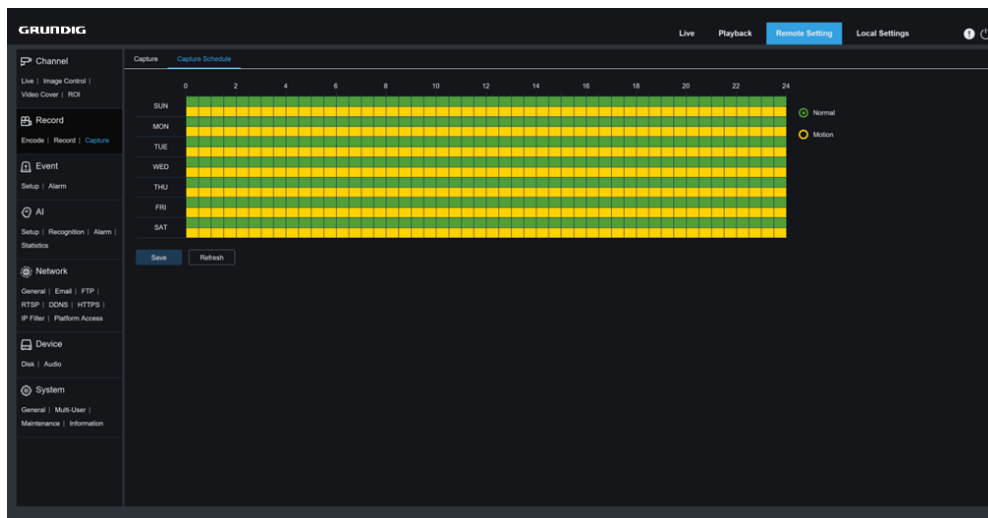 GRUNDIG
Live Playback Remote Setting Local Settings
Channel
Live | Image Control |
Video Cover | ROI
Record
Encode | Record | Capture
Event
Setup | Alarm
AI
Setup | Recognition | Alarm |
Statistics
Network
General | Email | FTP |
RTSP | DDNS | HTTPS |
IP Filter | Platform Access
Device
Disk | Audio
System
General | Multi-User |
Maintenance | Information
Capture Capture Schedule
0 2 4 6 8 10 12 14 16 18 20 22 24
SUN
MON
TUE
WED
THU
FRI
SAT
Normal
Motion
Save Refresh